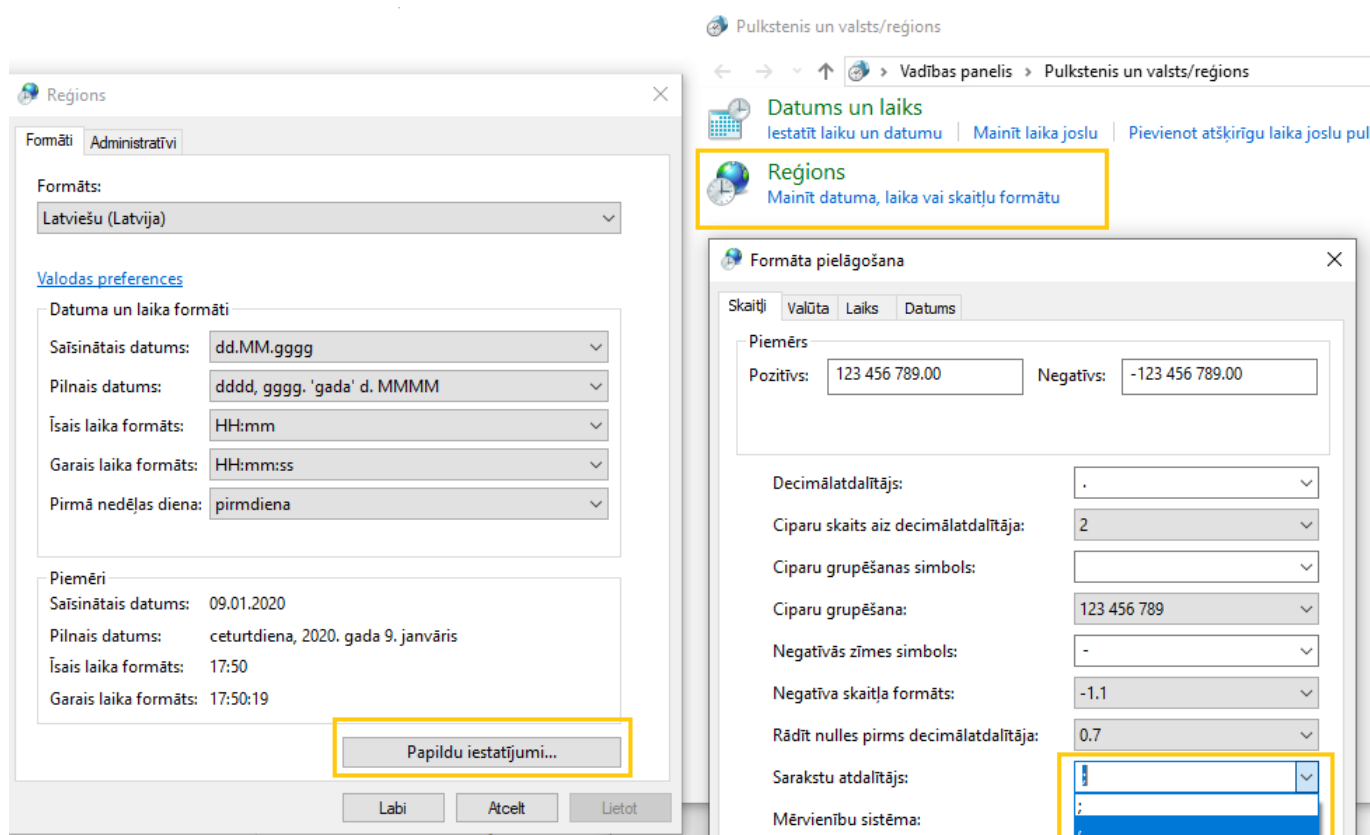 Reģions
Formāti
Administratīvi
Formāts:
Latviešu (Latvija)
Valodas preferences
Datuma un laika formāti
Saīsinātais datums: dd.MM.gggg
Pilnais datums: dddd, gggg. 'gada' d. MMMM
Īsais laika formāts: HH:mm
Garais laika formāts: HH:mm:ss
Pirmā nedēļas diena: pirmdiena
Piemēri
Saīsinātais datums: 09.01.2020
Pilnais datums: ceturtdiena, 2020. gada 9. janvāris
Īsais laika formāts: 17:50
Garais laika formāts: 17:50:19
Papildu iestatījumi...
Labi Atcelt Lietot
Pulkstenis un valsts/reģions
Vadības panelis > Pulkstenis un valsts/reģions
Datums un laiks
Iestatīt laiku un datumu Mainīt laika joslu Pievienot atšķirīgu laika joslu pul
Reģions
Mainīt datuma, laika vai skaitļu formātu
Formāta pielāgošana
Skaitļi Valūta Laiks Datums
Piemērs
Pozitīvs: 123 456 789.00 Negatīvs: -123 456 789.00
Decimālatdalītājs: .
Ciparu skaits aiz decimālatdalītāja: 2
Ciparu grupēšanas simbols:
Ciparu grupēšana: 123 456 789
Negatīvās zīmes simbols: -
Negatīva skaitļa formāts: -1.1
Rādīt nulles pirms decimālatdalītāja: 0.7
Sarakstu atdalītājs: ;
;
Mērvienību sistēma: